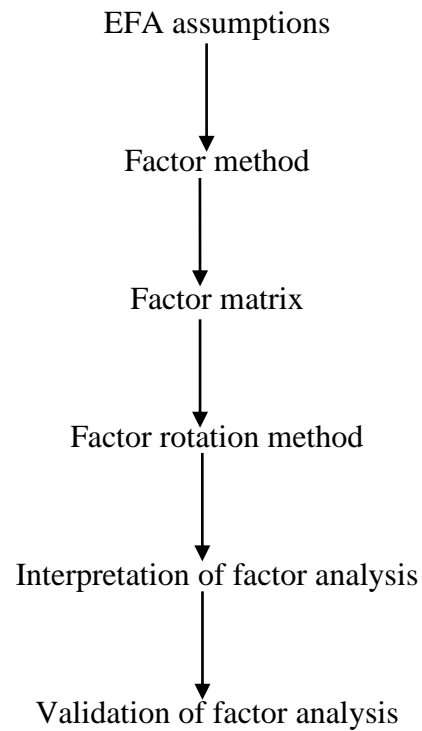 EFA assumptions
Factor method
Factor matrix
Factor rotation method
Interpretation of factor analysis
Validation of factor analysis